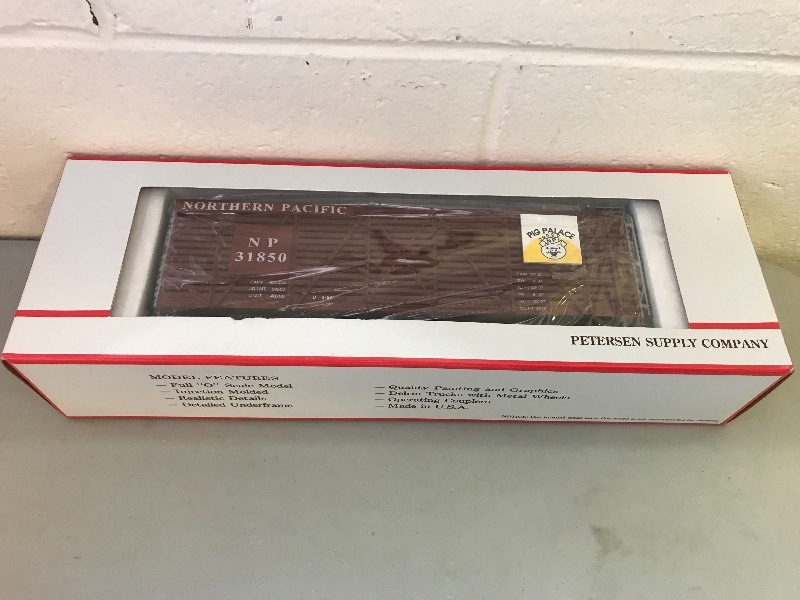 NORTHERN PACIFIC
N P
31850
PIG PALACE
PETERSEN SUPPLY COMPANY
MODEL FEATURES
— Full "O" Scale Model
— Injection Molded
— Realistic Details
— Detailed Underframe
— Quality Painting and Graphics
— Delrin Trucks with Metal Wheels
— Operating Couplers
— Made in U.S.A.